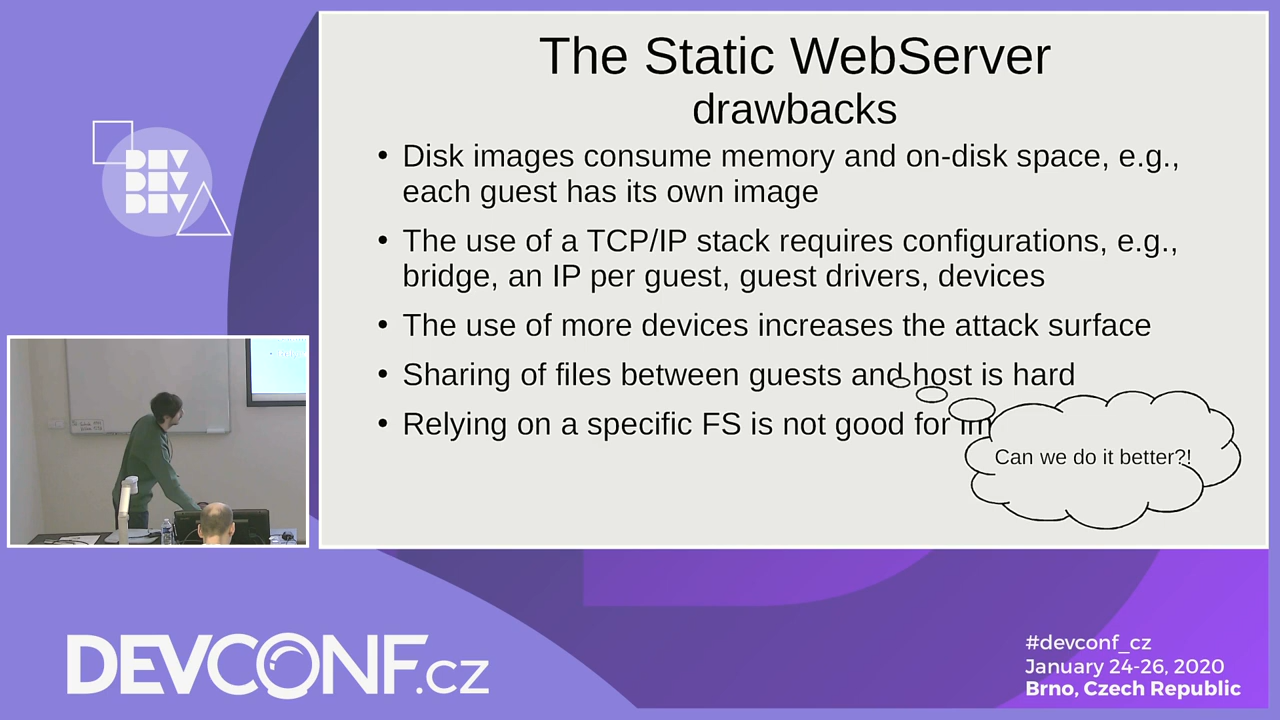 The Static WebServer
drawbacks
• Disk images consume memory and on-disk space, e.g.,
each guest has its own image
• The use of a TCP/IP stack requires configurations, e.g.,
bridge, an IP per guest, guest drivers, devices
• The use of more devices increases the attack surface
• Sharing of files between guests and host is hard
• Relying on a specific FS is not good for
Can we do it better?!
DEV
DEV
DEV
DEVCONF.cz
#devconf_cz
January 24-26, 2020
Brno, Czech Republic